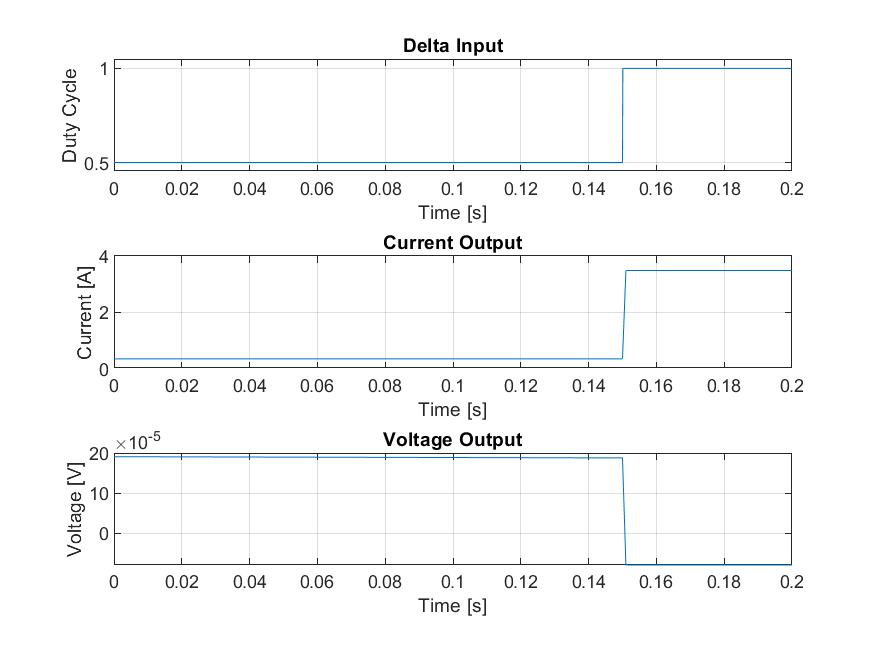 Delta Input
Duty Cycle
1
0.5
0 0.02 0.04 0.06 0.08 0.1 0.12 0.14 0.16 0.18 0.2
Time [s]
Current Output
Current [A]
4
2
0
0 0.02 0.04 0.06 0.08 0.1 0.12 0.14 0.16 0.18 0.2
Time [s]
×10-5
Voltage Output
Voltage [V]
20
10
0
0 0.02 0.04 0.06 0.08 0.1 0.12 0.14 0.16 0.18 0.2
Time [s]